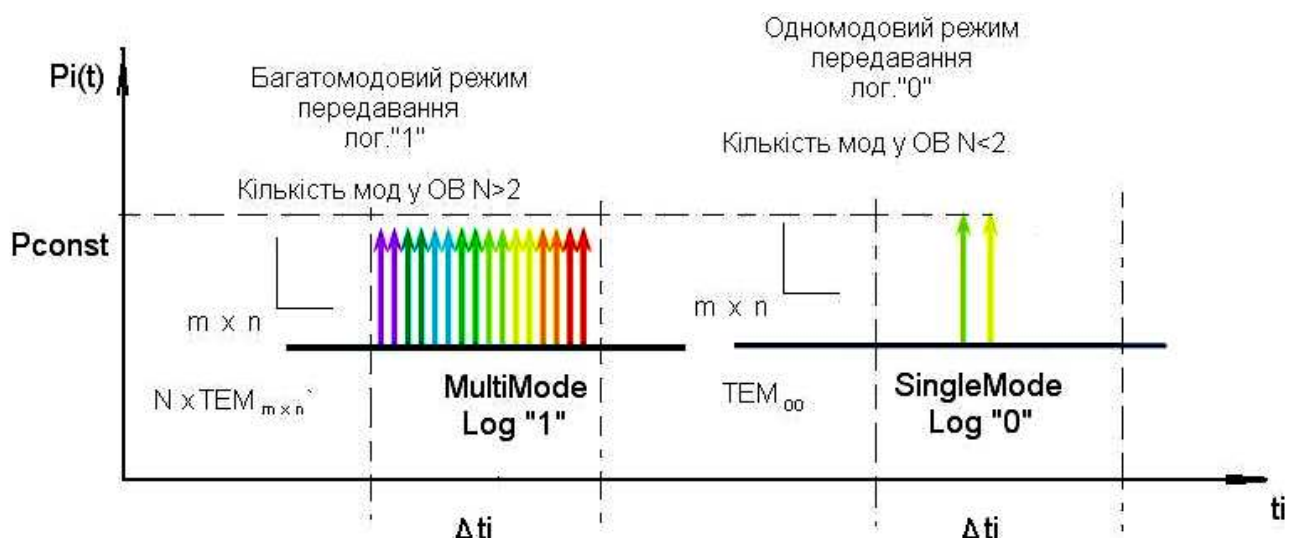 Одномодовий режим
передавання
лог."0"
Pi(t)
Багатомодовий режим
передавання
лог."1"
Кількість мод у ОВ N<2
Кількість мод у ОВ N>2
Pconst
m x n
m x n
N x TEM m x n`
MultiMode
Log "1"
TEM oo
SingleMode
Log "0"
ti
Δti
Δti